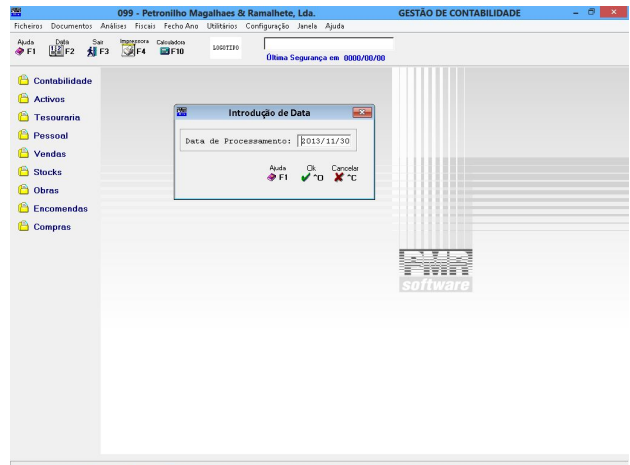 099 - Petronilho Magalhaes & Ramalhete, Lda. GESTÃO DE CONTABILIDADE
Ficheiros Documentos Análises Fiscais Fecho Ano Utilitários Configuração Janela Ajuda
Ajuda F1 Data F2 Sair F3 Impressora F4 Calculadora F10 LOGOTIPO
Última Segurança em 0000/00/00
Contabilidade
Activos
Tesouraria
Pessoal
Vendas
Stocks
Obras
Encomendas
Compras
Introdução de Data
Data de Processamento: 2013/11/30
Ajuda Ok Cancelar
F1 ^O ^C
PMR
software